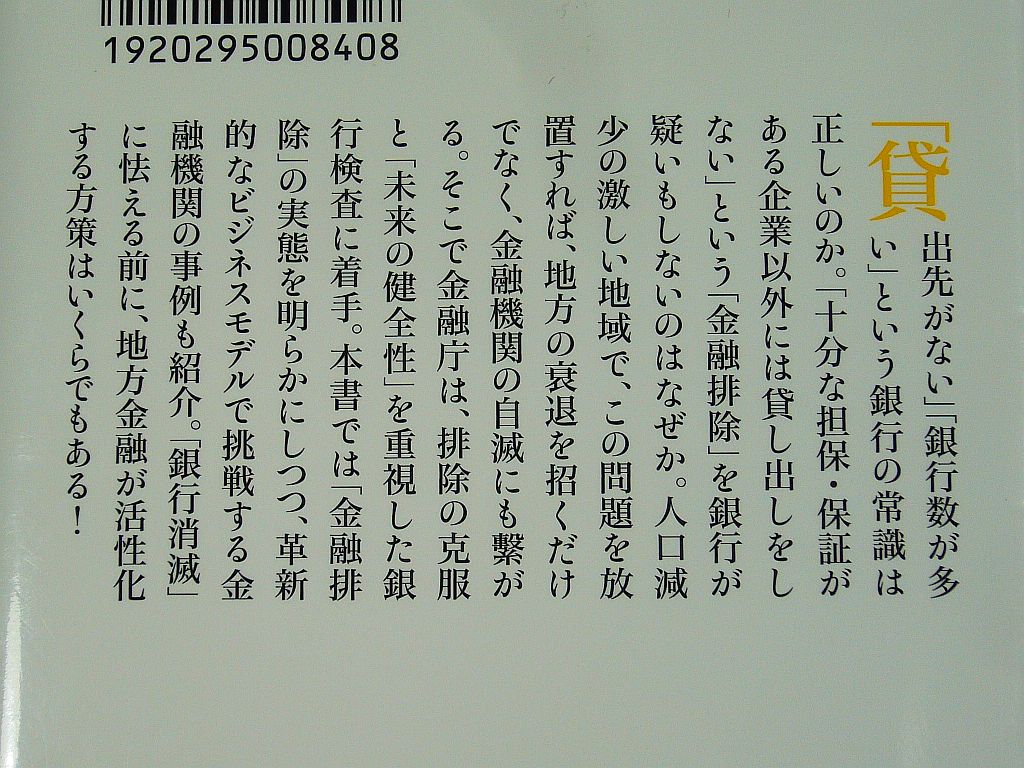 1920295008408
「貸出先がない」「銀行数が多
い」という銀行の常識は
正しいのか。「十分な担保・保証が
ある企業以外には貸し出しをし
ない」という「金融排除」を銀行が
疑いもしないのはなぜか。人口減
少の激しい地域で、この問題を放
置すれば、地方の衰退を招くだけ
でなく、金融機関の自滅にも繋が
る。そこで金融庁は、排除の克服
と「未来の健全性」を重視した銀
行検査に着手。本書では「金融排
除」の実態を明らかにしつつ、革新
的なビジネスモデルで挑戦する金
融機関の事例も紹介。「銀行消滅」
に怯える前に、地方金融が活性化
する方策はいくらでもある！